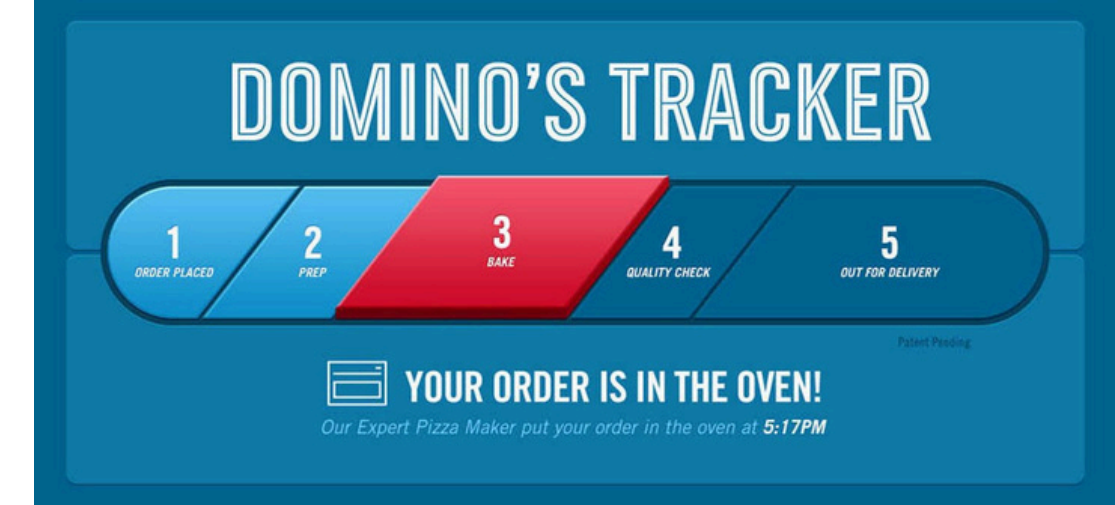 DOMINO'S TRACKER
1
ORDER PLACED
2
PREP
3
BAKE
4
QUALITY CHECK
5
OUT FOR DELIVERY
Patent Pending
YOUR ORDER IS IN THE OVEN!
Our Expert Pizza Maker put your order in the oven at 5:17PM